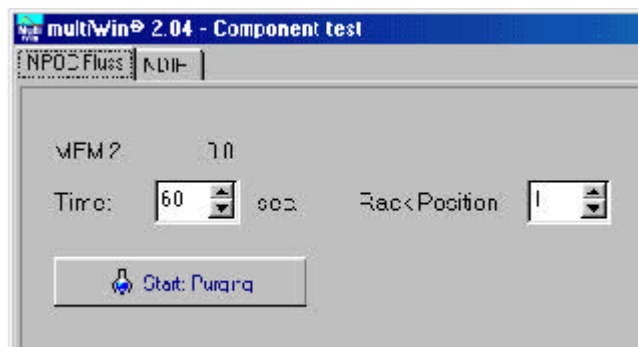 multiWin® 2.04 - Component test
NPOC Fluss NDIR
MFM 2 0.0
Time: 60 sec. Rack Position 1
Start: Purging